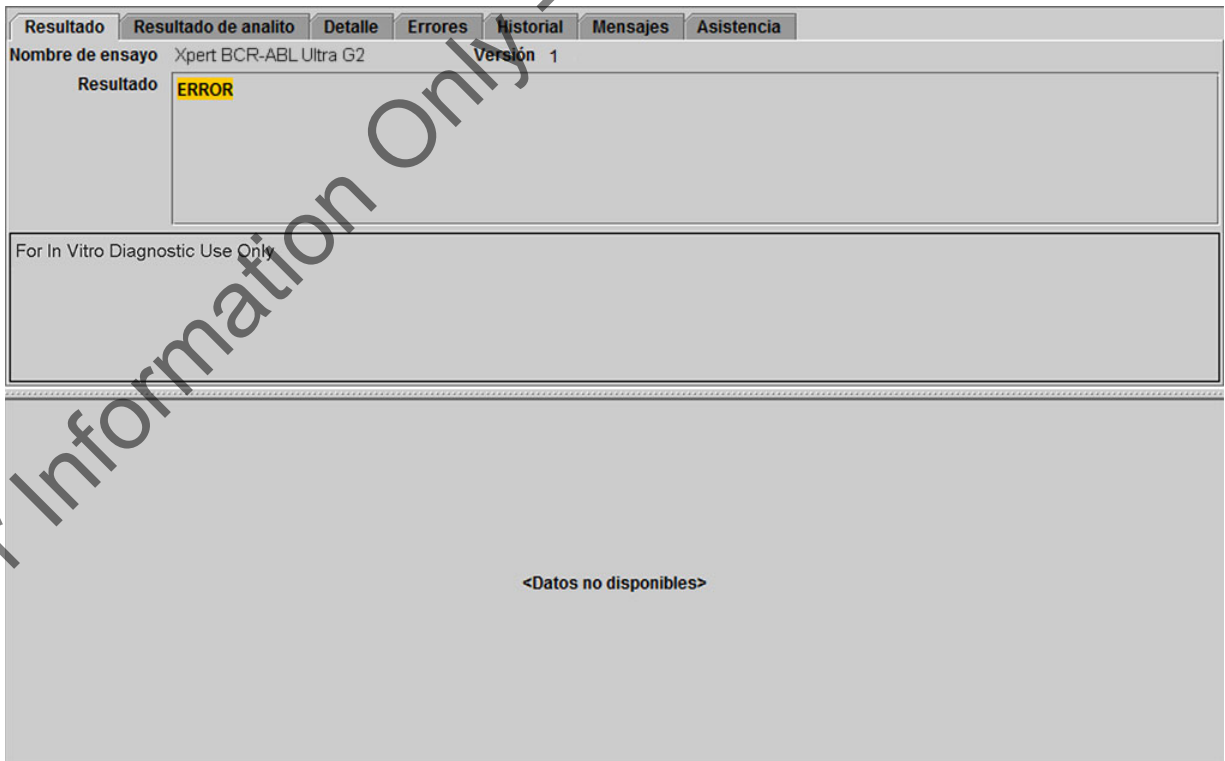 Resultado Resultado de analito Detalle Errores Historial Mensajes Asistencia
Nombre de ensayo Xpert BCR-ABL Ultra G2 Versión 1
Resultado ERROR
For In Vitro Diagnostic Use Only
<Datos no disponibles>
Information Only -